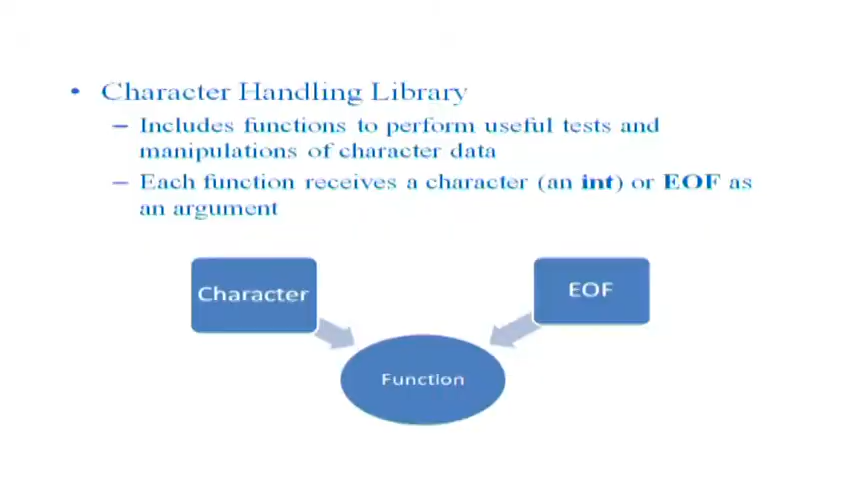 • Character Handling Library
– Includes functions to perform useful tests and
manipulations of character data
– Each function receives a character (an int) or EOF as
an argument
Character
EOF
Function